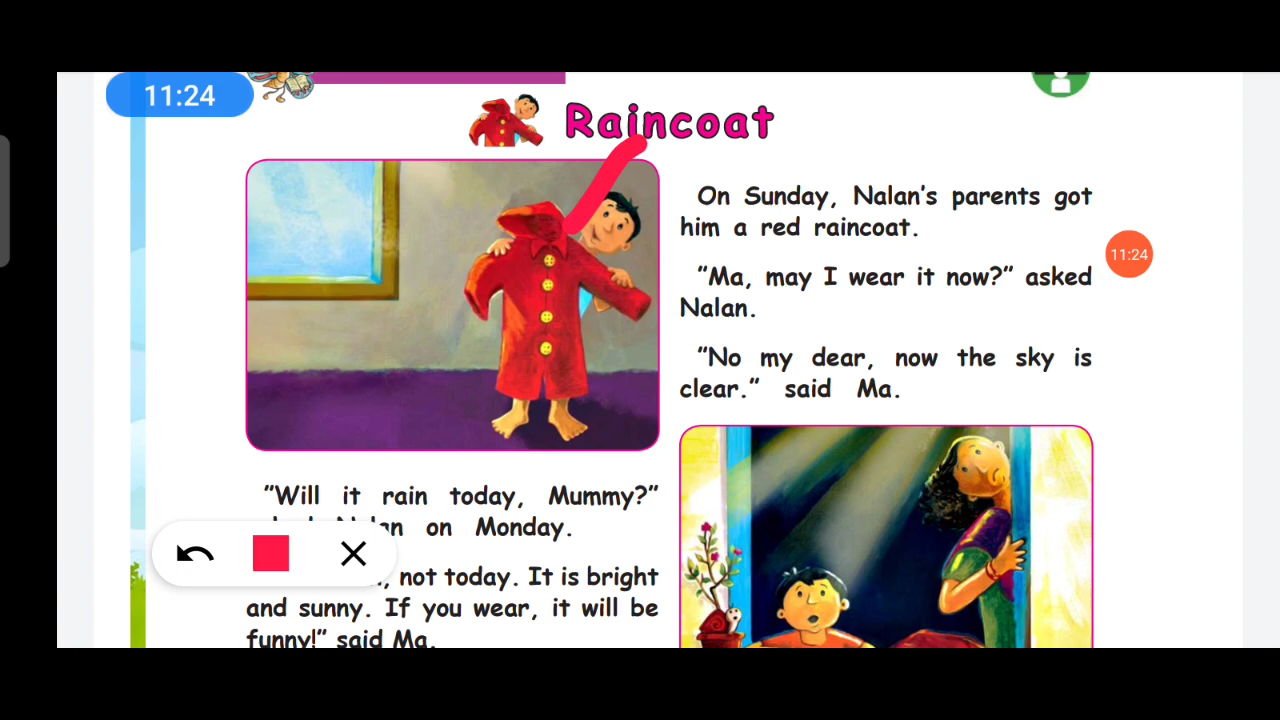 11:24
Raincoat
On Sunday, Nalan's parents got
him a red raincoat.
"Ma, may I wear it now?" asked
Nalan.
"No my dear, now the sky is
clear." said Ma.
11:24
"Will it rain today, Mummy?"
on Monday.
not today. It is bright
and sunny. If you wear, it will be
funny!" said Ma.